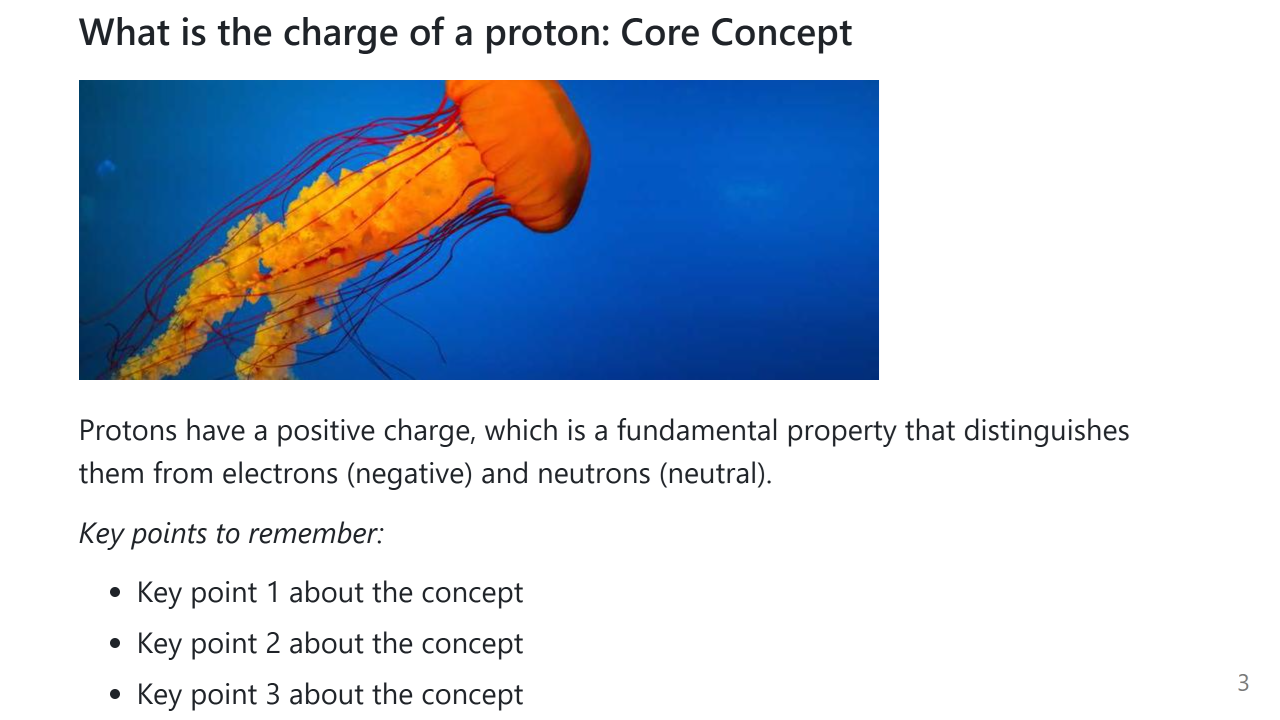 What is the charge of a proton: Core Concept
Protons have a positive charge, which is a fundamental property that distinguishes
them from electrons (negative) and neutrons (neutral).
Key points to remember:
• Key point 1 about the concept
• Key point 2 about the concept
• Key point 3 about the concept
3